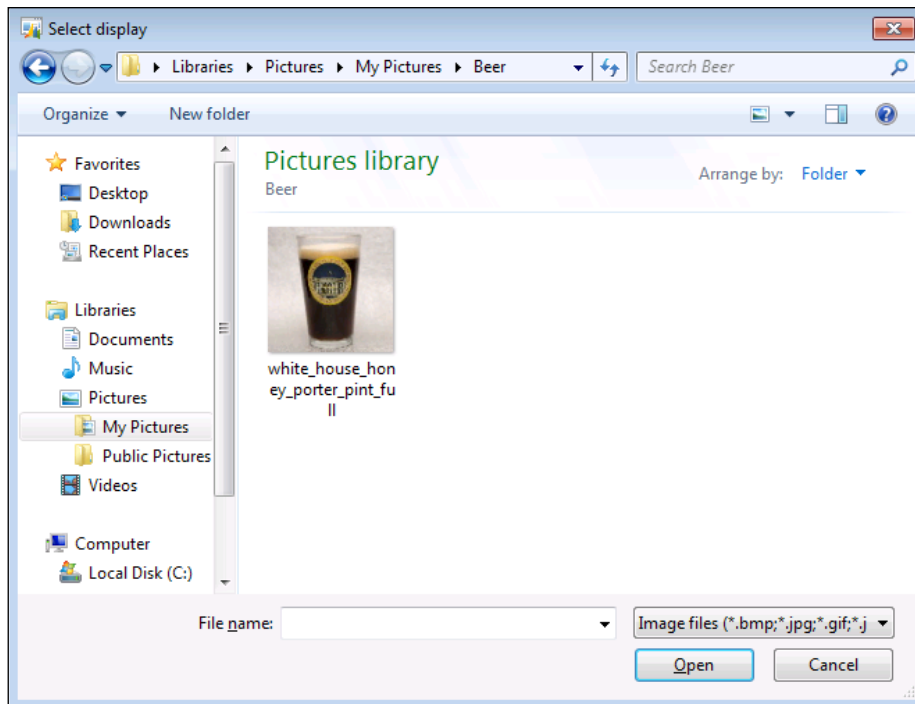 Select display
Libraries Pictures My Pictures Beer
Search Beer
Organize
New folder
Favorites
Desktop
Downloads
Recent Places
Libraries
Documents
Music
Pictures
My Pictures
Public Pictures
Videos
Computer
Local Disk (C:)
Pictures library
Beer
Arrange by: Folder
white_house_hon
ey_porter_pint_fu
ll
File name:
Image files (*.bmp;*.jpg;*.gif;*.j
Open
Cancel